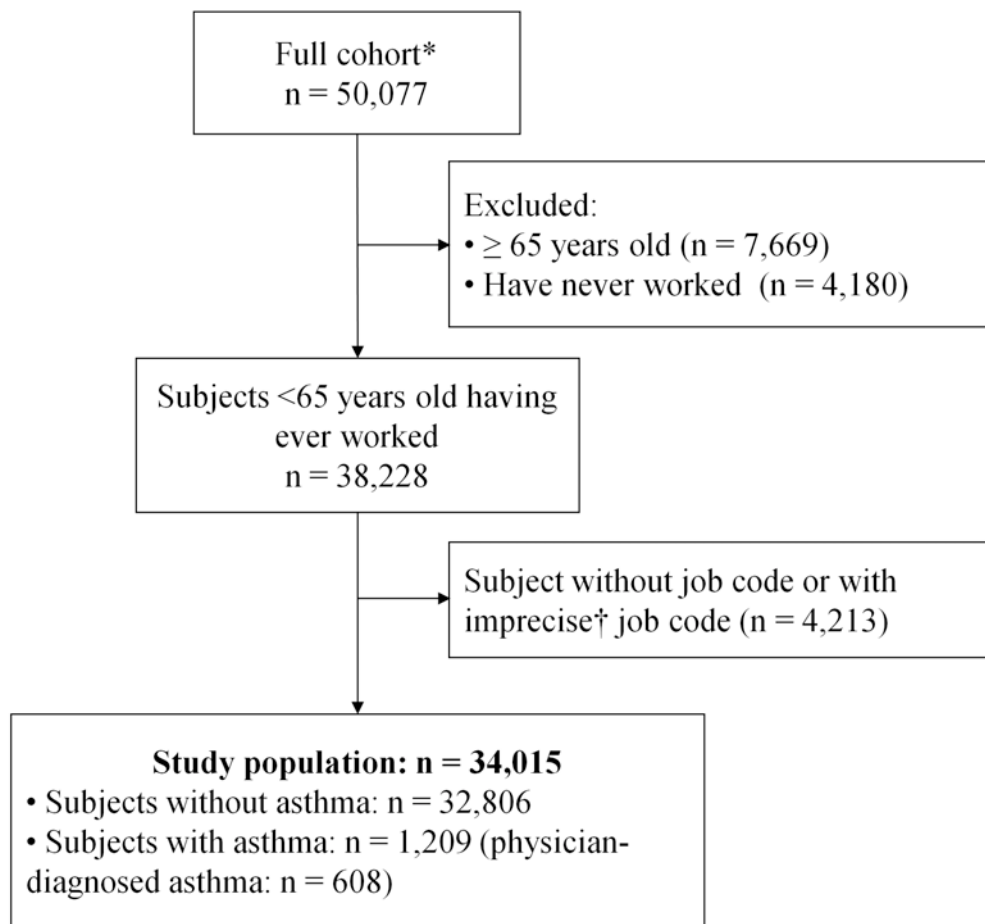 Full cohort*
n = 50,077
Excluded:
• ≥ 65 years old (n = 7,669)
• Have never worked (n = 4,180)
Subjects <65 years old having
ever worked
n = 38,228
Subject without job code or with
imprecise† job code (n = 4,213)
Study population: n = 34,015
• Subjects without asthma: n = 32,806
• Subjects with asthma: n = 1,209 (physician-
diagnosed asthma: n = 608)